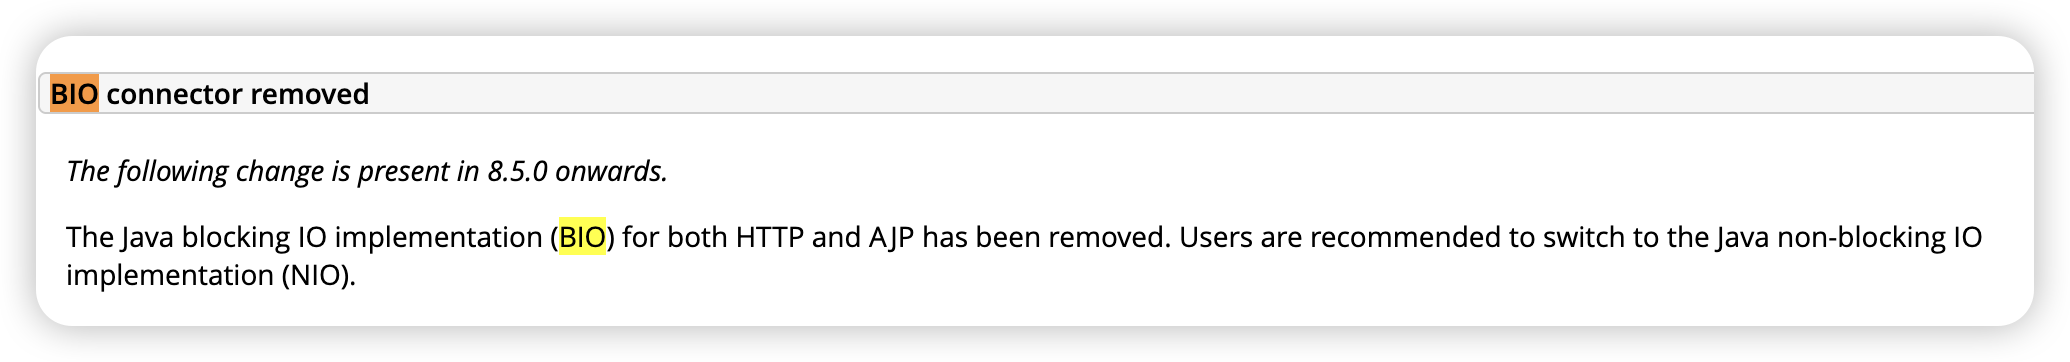 BIO connector removed
The following change is present in 8.5.0 onwards.
The Java blocking IO implementation (BIO) for both HTTP and AJP has been removed. Users are recommended to switch to the Java non-blocking IO
implementation (NIO).